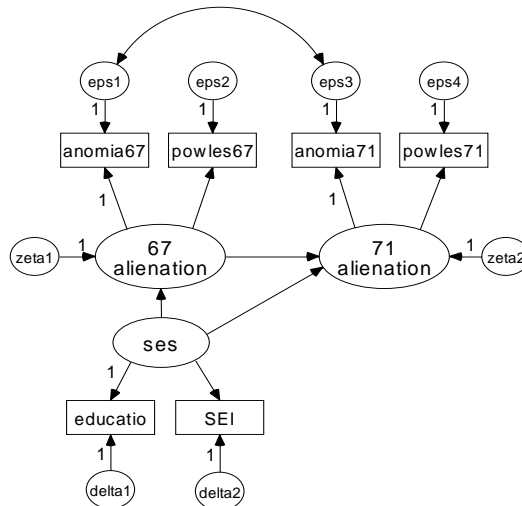 eps1
eps2
eps3
eps4
1
1
1
1
anomia67
powles67
anomia71
powles71
1
1
67
alienation
71
alienation
zeta1
1
1
zeta2
ses
1
educatio
SEI
1
1
delta1
delta2